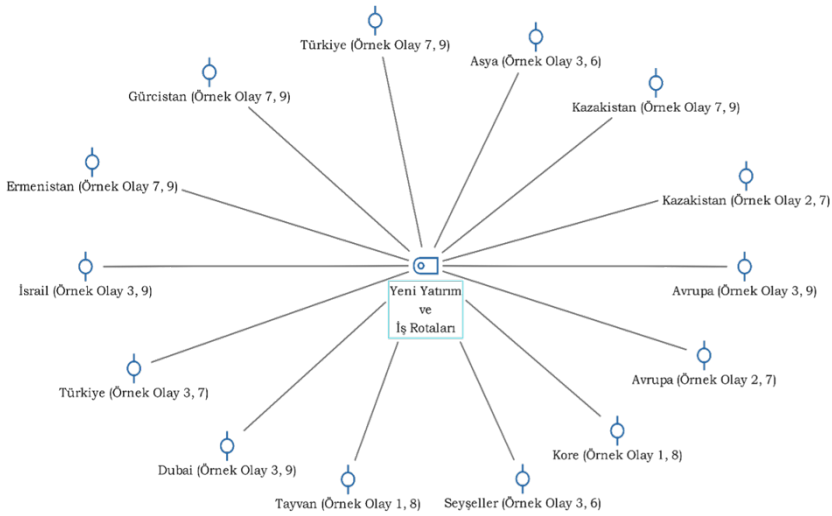 Türkiye (Örnek Olay 7, 9)
Asya (Örnek Olay 3, 6)
Gürcistan (Örnek Olay 7, 9)
Kazakistan (Örnek Olay 7, 9)
Ermenistan (Örnek Olay 7, 9)
Kazakistan (Örnek Olay 2, 7)
İsrail (Örnek Olay 3, 9)
Yeni Yatırım
ve
İş Rotaları
Avrupa (Örnek Olay 3, 9)
Türkiye (Örnek Olay 3, 7)
Avrupa (Örnek Olay 2, 7)
Dubai (Örnek Olay 3, 9)
Kore (Örnek Olay 1, 8)
Tayvan (Örnek Olay 1, 8)
Seyşeller (Örnek Olay 3, 6)